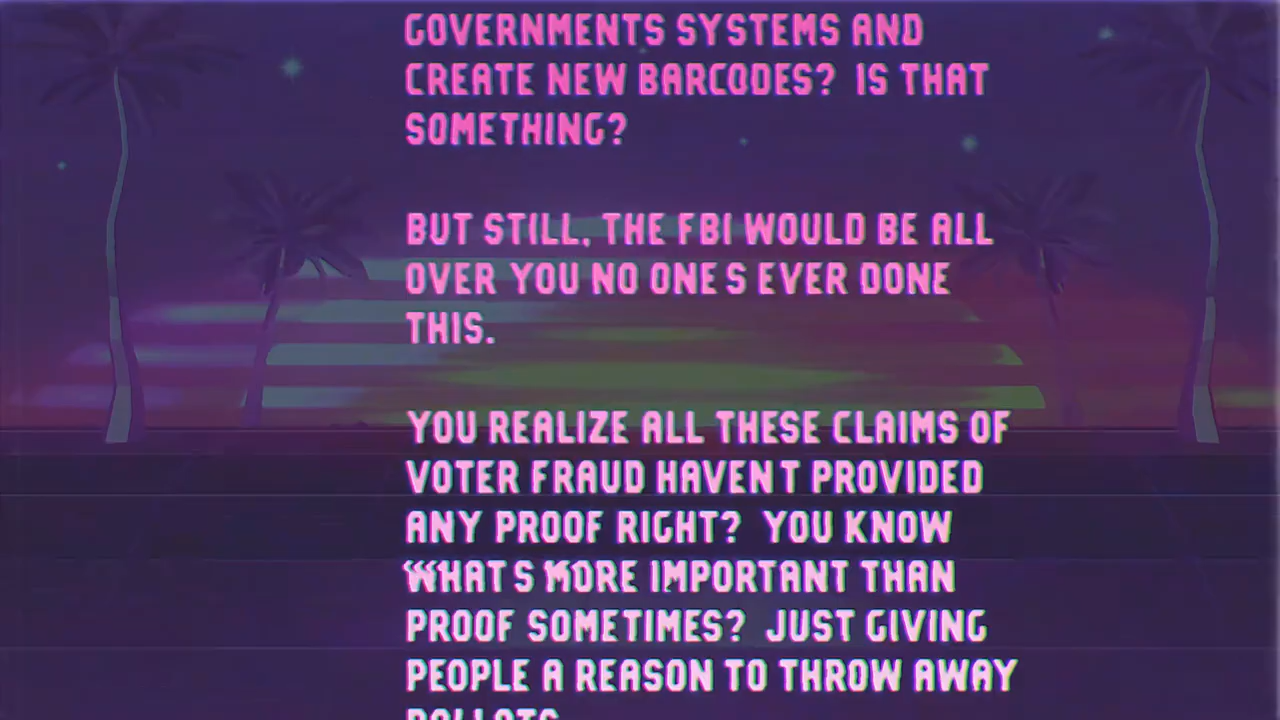 GOVERNMENTS SYSTEMS AND
CREATE NEW BARCODES?  IS THAT
SOMETHING?
BUT STILL, THE FBI WOULD BE ALL
OVER YOU NO ONE S EVER DONE
THIS.
YOU REALIZE ALL THESE CLAIMS OF
VOTER FRAUD HAVEN T PROVIDED
ANY PROOF RIGHT?  YOU KNOW
WHAT S MORE IMPORTANT THAN
PROOF SOMETIMES?  JUST GIVING
PEOPLE A REASON TO THROW AWAY
BALLOTS